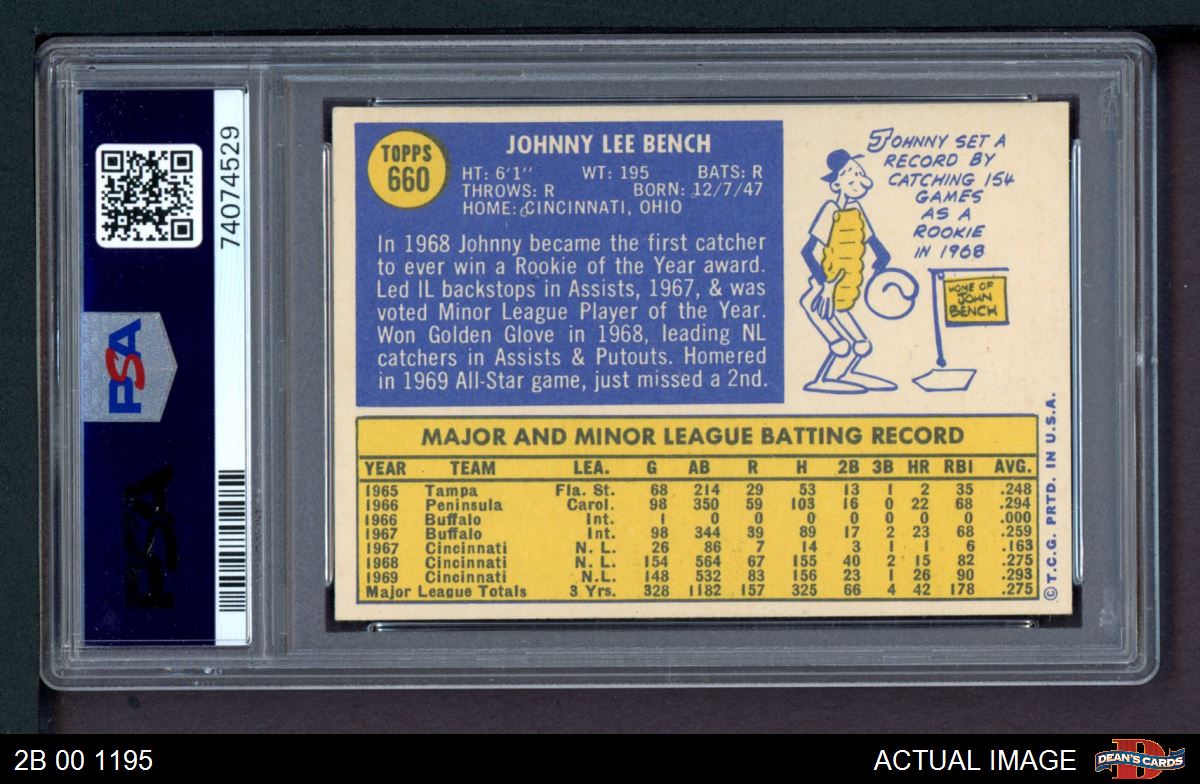 PSA
74074529
PSA
TOPPS
660
JOHNNY LEE BENCH
HT: 6'1" WT: 195 BATS: R
THROWS: R BORN: 12/7/47
HOME: CINCINNATI, OHIO
In 1968 Johnny became the first catcher
to ever win a Rookie of the Year award.
Led IL backstops in Assists, 1967, & was
voted Minor League Player of the Year.
Won Golden Glove in 1968, leading NL
catchers in Assists & Putouts. Homered
in 1969 All-Star game, just missed a 2nd.
JOHNNY SET A
RECORD BY
CATCHING 154
GAMES
AS A
ROOKIE
IN 1968
HOME OF
JOHN
BENCH
MAJOR AND MINOR LEAGUE BATTING RECORD
YEAR TEAM LEA. G AB R H 2B 3B HR RBI AVG.
1965 Tampa Fla. St. 68 214 29 53 13 1 2 35 .248
1966 Peninsula Carol. 98 350 59 103 16 0 22 68 .294
1966 Buffalo Int. 1 0 0 0 0 0 0 0 .000
1967 Buffalo Int. 98 344 39 89 17 2 23 68 .259
1967 Cincinnati N. L. 26 86 7 14 3 1 1 6 .163
1968 Cincinnati N. L. 154 564 67 155 40 2 15 82 .275
1969 Cincinnati N.L. 148 532 83 156 23 1 26 90 .293
Major League Totals 3 Yrs. 328 1182 157 325 66 4 42 178 .275
© T.C.G. PRTD. IN U.S.A.
PSA
2B 00 1195
ACTUAL IMAGE
D
DEAN'S CARDS